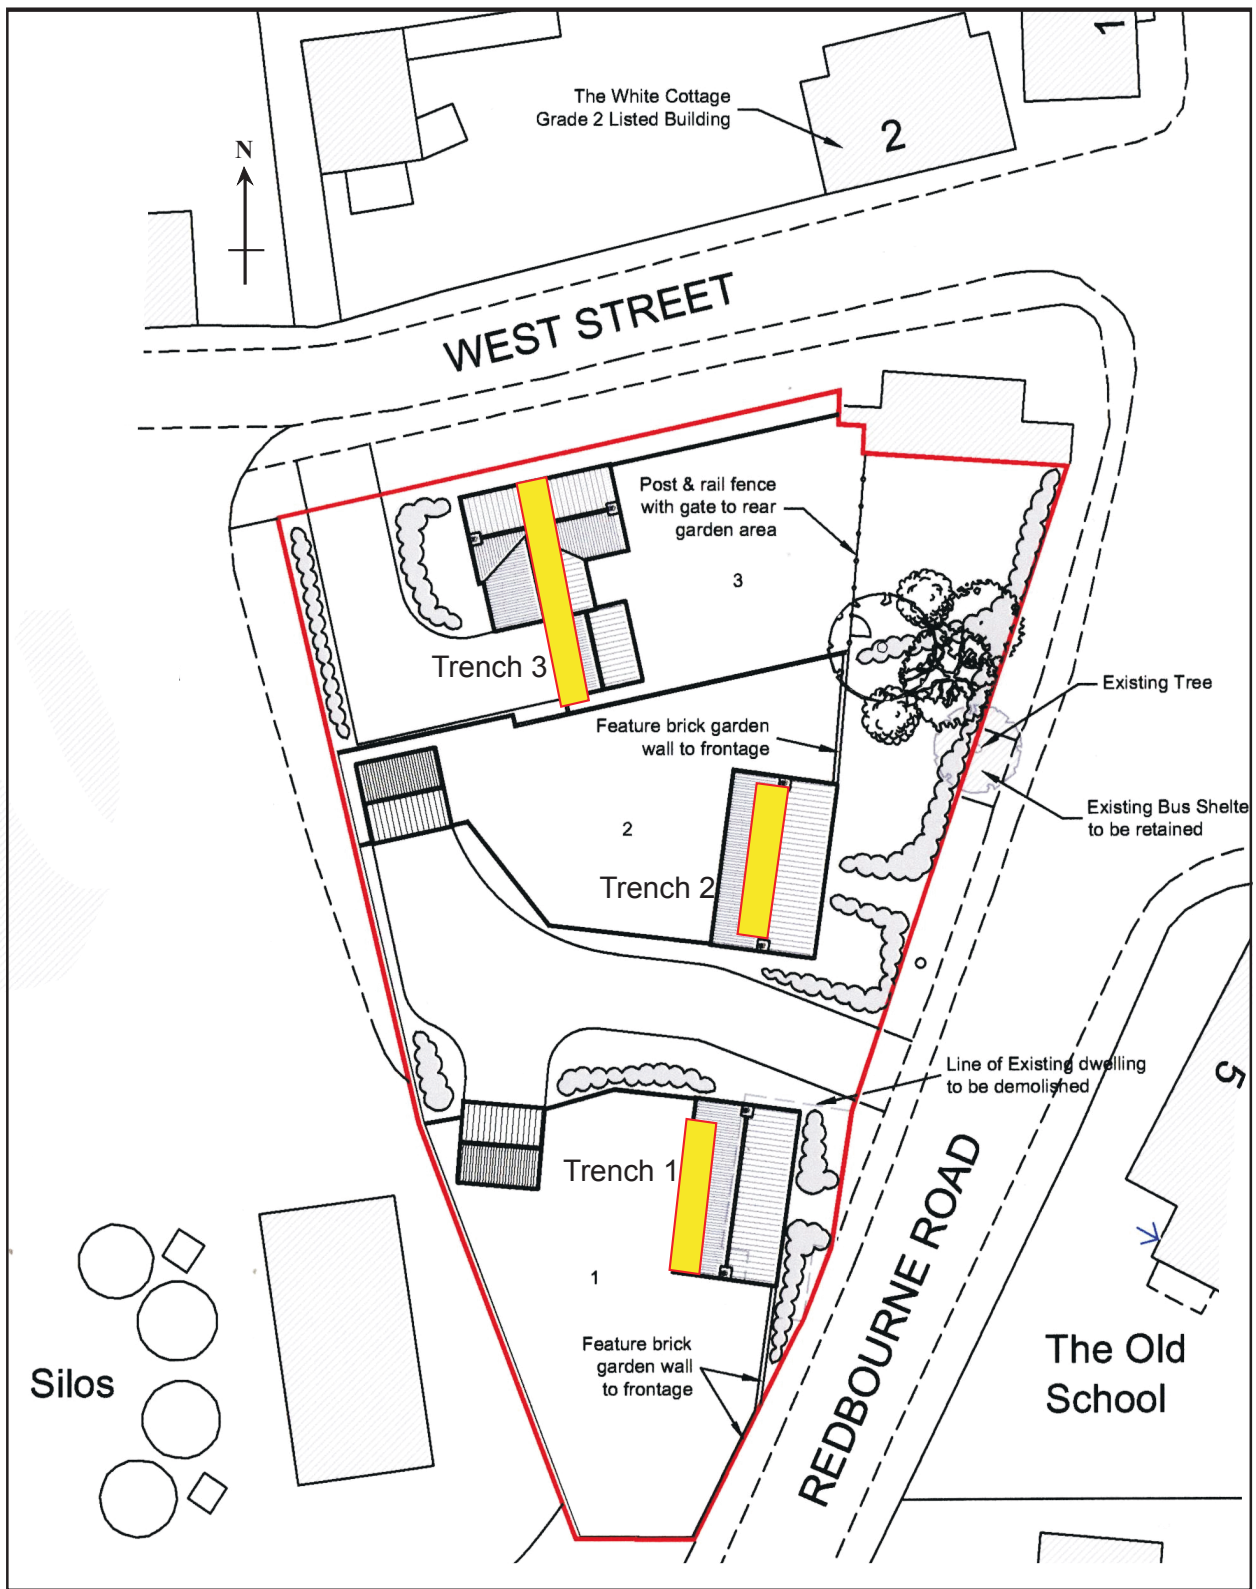 1
The White Cottage
Grade 2 Listed Building
2
N
WEST STREET
Post & rail fence
with gate to rear
garden area
3
Trench 3
Existing Tree
Feature brick garden
wall to frontage
Existing Bus Shelte
to be retained
2
Trench 2
Line of Existing dwelling
to be demolished
5
Trench 1
1
REDBOURNE ROAD
Feature brick
garden wall
to frontage
The Old
School
Silos